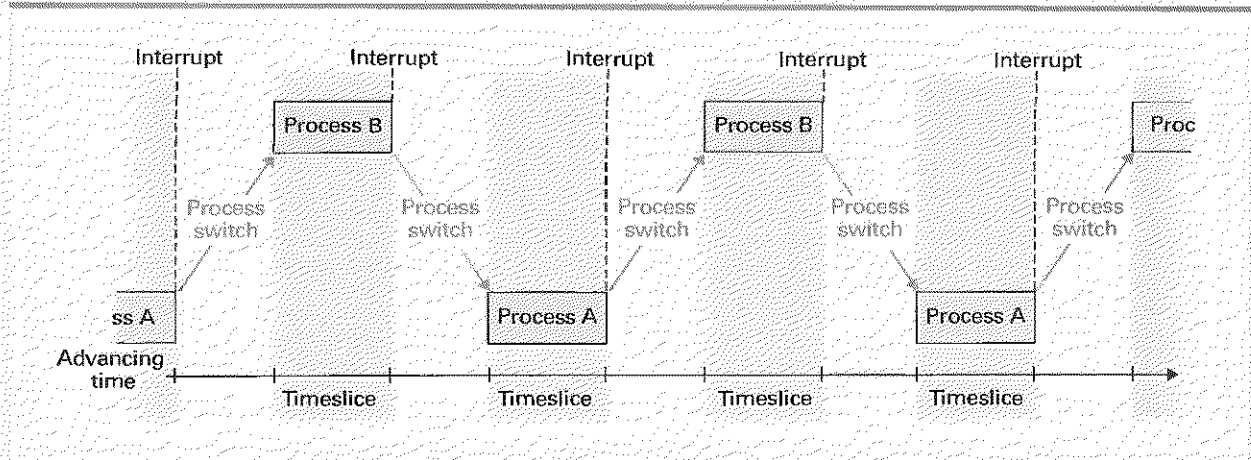 Interrupt Interrupt Interrupt Interrupt Interrupt
Process B Process B Proc
Process Process Process Process Process
switch switch switch switch switch
ss A Process A Process A
Advancing
time
Timeslice Timeslice Timeslice Timeslice